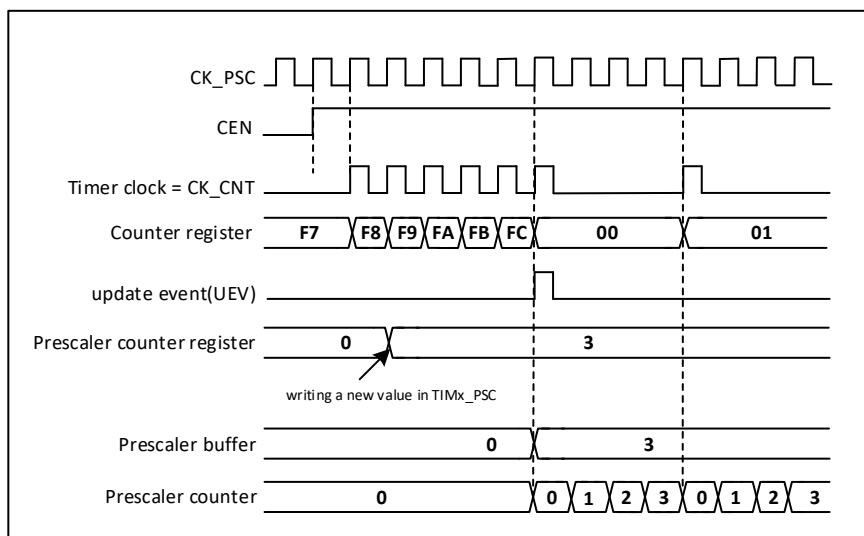 CK_PSC
CEN
Timer clock = CK_CNT
Counter register F7 F8 F9 FA FB FC 00 01
update event(UEV)
Prescaler counter register 0 3
writing a new value in TIMx_PSC
Prescaler buffer 0 3
Prescaler counter 0 0 1 2 3 0 1 2 3